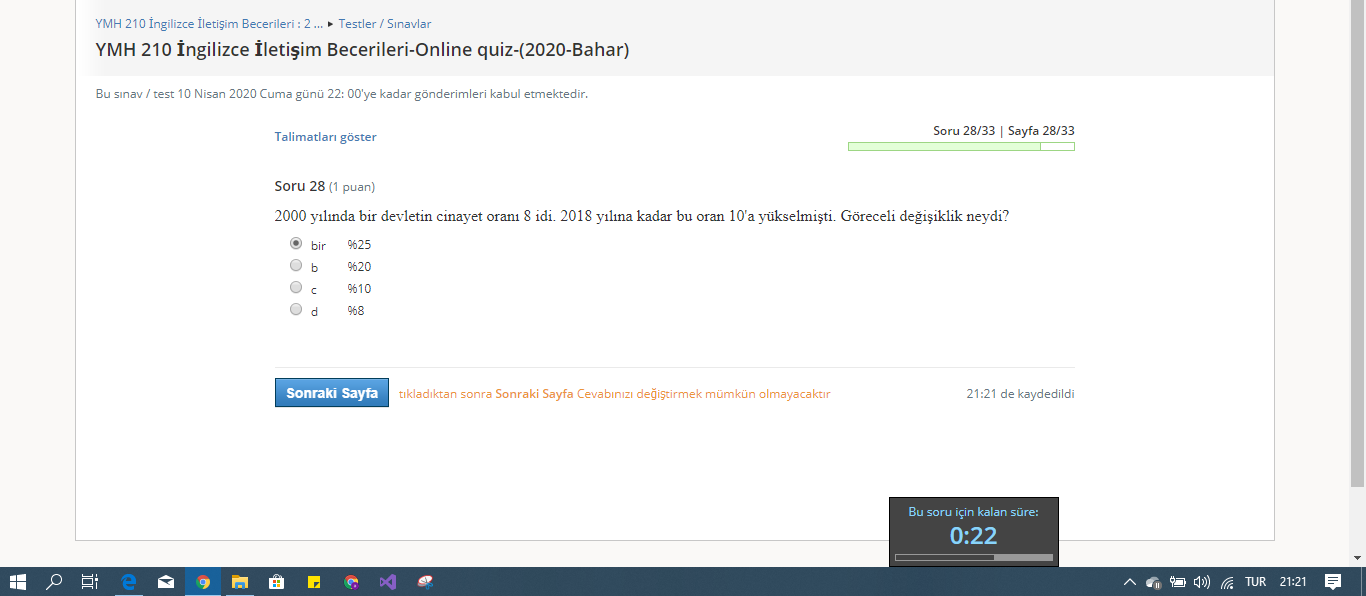 YMH 210 İngilizce İletişim Becerileri : 2 ... ▸ Testler / Sınavlar
YMH 210 İngilizce İletişim Becerileri-Online quiz-(2020-Bahar)
Bu sınav / test 10 Nisan 2020 Cuma günü 22: 00'ye kadar gönderimleri kabul etmektedir.
Talimatları göster
Soru 28/33 | Sayfa 28/33
Soru 28 (1 puan)
2000 yılında bir devletin cinayet oranı 8 idi. 2018 yılına kadar bu oran 10'a yükselmişti. Göreceli değişiklik neydi?
bir %25
b %20
c %10
d %8
Sonraki Sayfa tıkladıktan sonra Sonraki Sayfa Cevabınızı değiştirmek mümkün olmayacaktır 21:21 de kaydedildi
Bu soru için kalan süre:
0:22
TUR 21:21